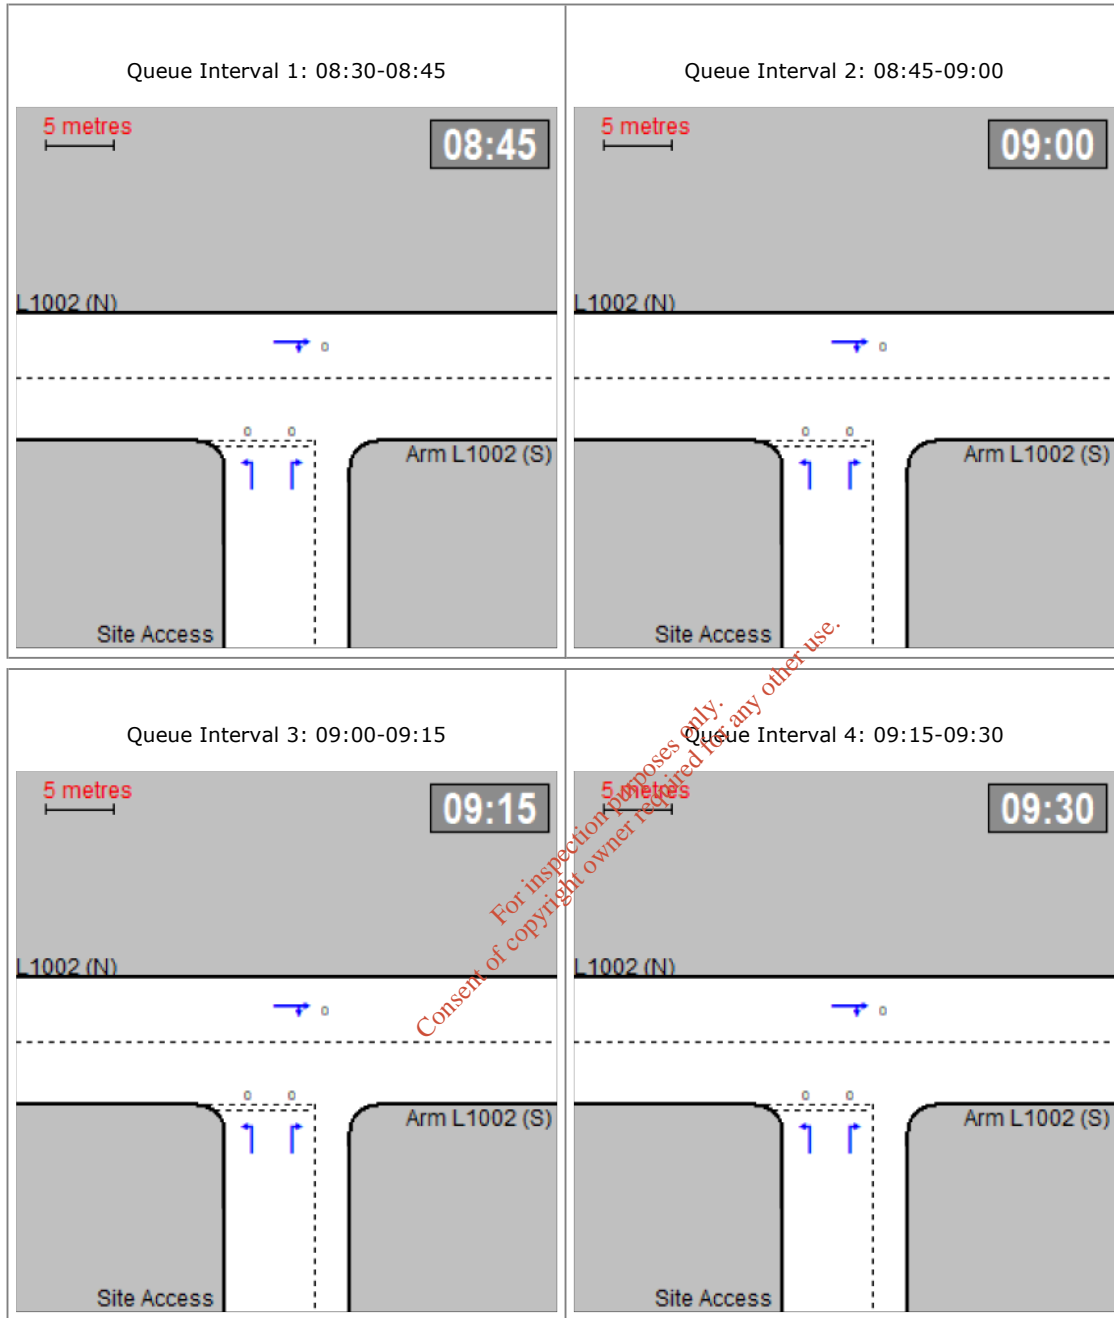 Queue Interval 1: 08:30-08:45
5 metres
08:45
L1002 (N)
0
0 0
Arm L1002 (S)
Site Access
Queue Interval 2: 08:45-09:00
5 metres
09:00
L1002 (N)
0
0 0
Arm L1002 (S)
Site Access
Queue Interval 3: 09:00-09:15
5 metres
09:15
L1002 (N)
0
0 0
Arm L1002 (S)
Site Access
Queue Interval 4: 09:15-09:30
5 metres
09:30
L1002 (N)
0
0 0
Arm L1002 (S)
Site Access
For inspection purposes only.
Consent of copyright owner required for any other use.